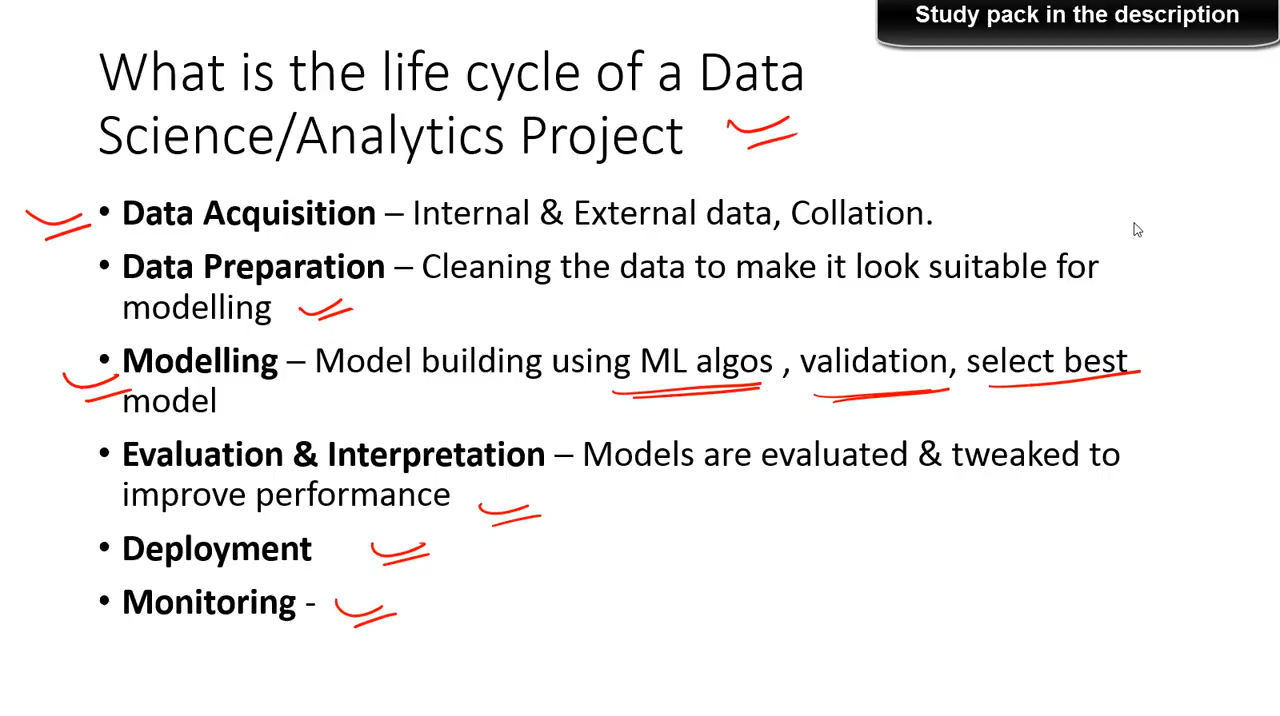 Study pack in the description
What is the life cycle of a Data
Science/Analytics Project
• Data Acquisition – Internal & External data, Collation.
• Data Preparation – Cleaning the data to make it look suitable for
modelling
• Modelling – Model building using ML algos , validation, select best
model
• Evaluation & Interpretation – Models are evaluated & tweaked to
improve performance
• Deployment
• Monitoring -